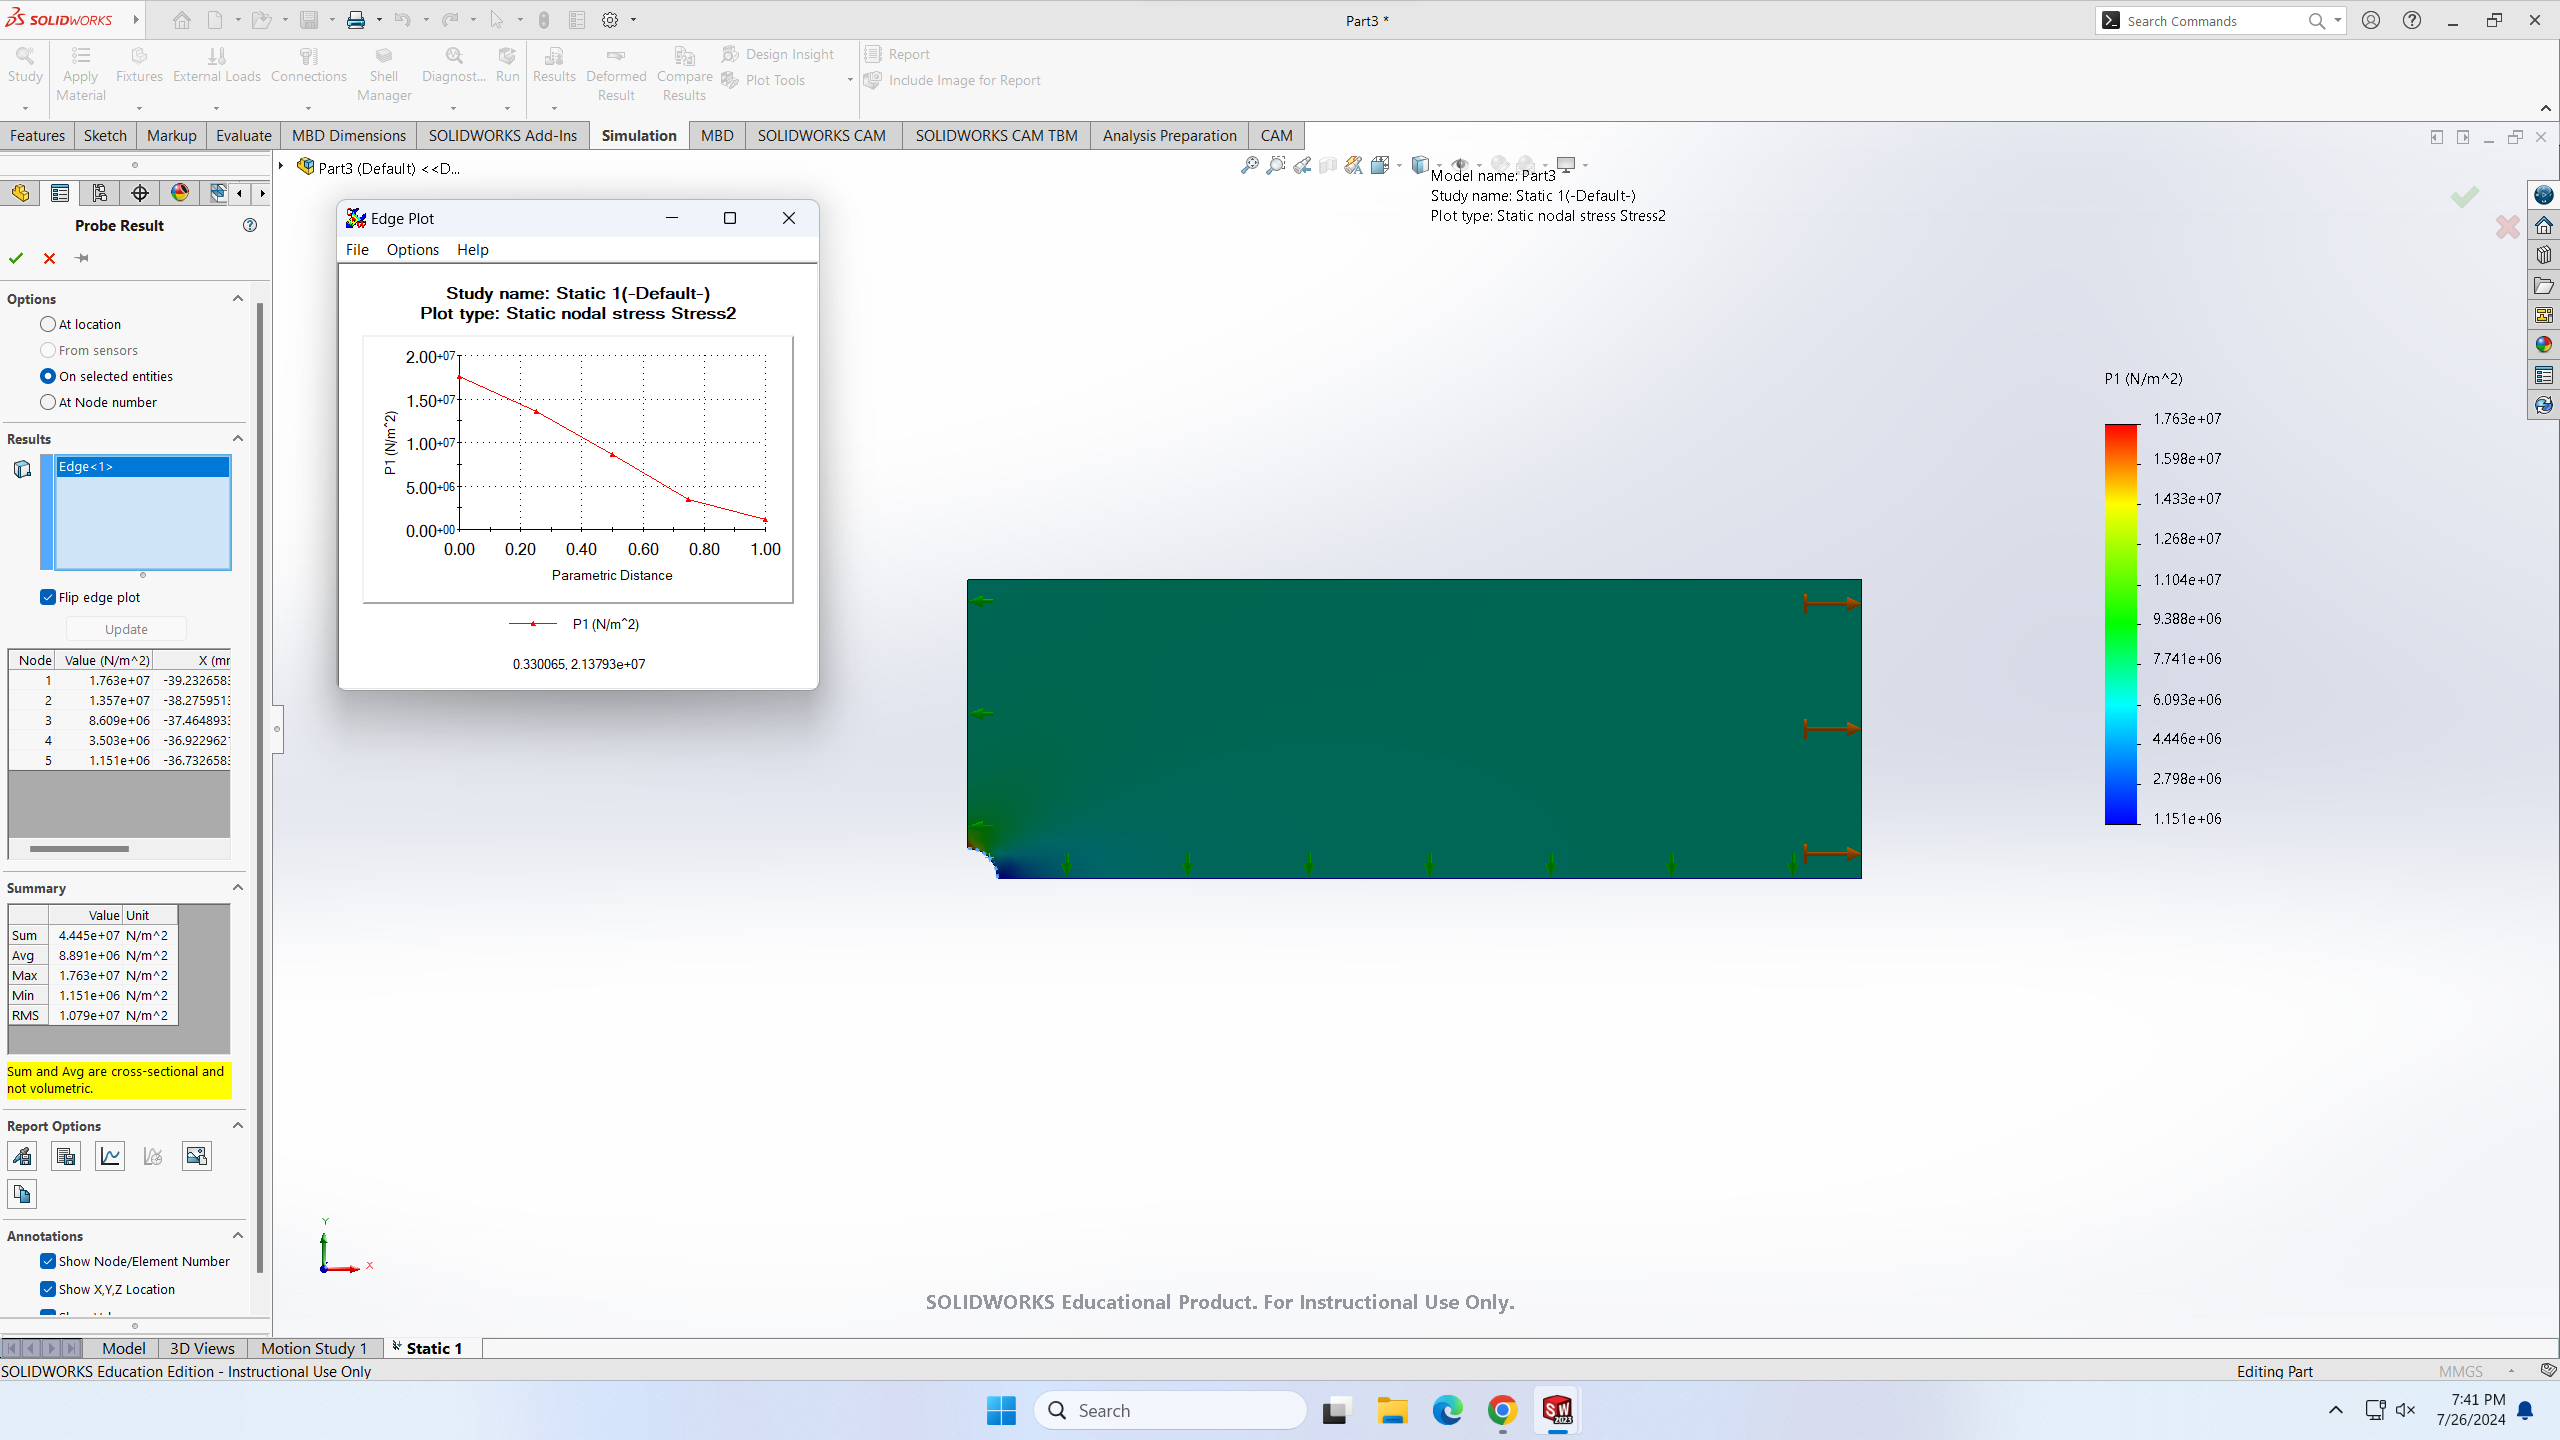 SOLIDWORKS
Part3 *
Search Commands
Study
Apply Material
Fixtures
External Loads
Connections
Shell Manager
Diagnost...
Run
Results
Deformed Result
Compare Results
Design Insight
Plot Tools
Report
Include Image for Report
Features
Sketch
Markup
Evaluate
MBD Dimensions
SOLIDWORKS Add-Ins
Simulation
MBD
SOLIDWORKS CAM
SOLIDWORKS CAM TBM
Analysis Preparation
CAM
Part3 (Default) <<D...
Model name: Part3
Study name: Static 1(-Default-)
Plot type: Static nodal stress Stress2
Probe Result
Options
At location
From sensors
On selected entities
At Node number
Results
Edge<1>
Flip edge plot
Update
Node Value (N/m^2) X (mr
1 1.763e+07 -39.2326583
2 1.357e+07 -38.2759513
3 8.609e+06 -37.4648933
4 3.503e+06 -36.9229621
5 1.151e+06 -36.7326583
Summary
Value Unit
Sum 4.445e+07 N/m^2
Avg 8.891e+06 N/m^2
Max 1.763e+07 N/m^2
Min 1.151e+06 N/m^2
RMS 1.079e+07 N/m^2
Sum and Avg are cross-sectional and
not volumetric.
Report Options
Annotations
Show Node/Element Number
Show X,Y,Z Location
Edge Plot
File Options Help
Study name: Static 1(-Default-)
Plot type: Static nodal stress Stress2
2.00+07
1.50+07
1.00+07
5.00+06
0.00+00
P1 (N/m^2)
0.00 0.20 0.40 0.60 0.80 1.00
Parametric Distance
P1 (N/m^2)
0.330065, 2.13793e+07
P1 (N/m^2)
1.763e+07
1.598e+07
1.433e+07
1.268e+07
1.104e+07
9.388e+06
7.741e+06
6.093e+06
4.446e+06
2.798e+06
1.151e+06
Y
X
SOLIDWORKS Educational Product. For Instructional Use Only.
Model
3D Views
Motion Study 1
Static 1
SOLIDWORKS Education Edition - Instructional Use Only
Editing Part
MMGS
Search
SW
2023
7:41 PM
7/26/2024